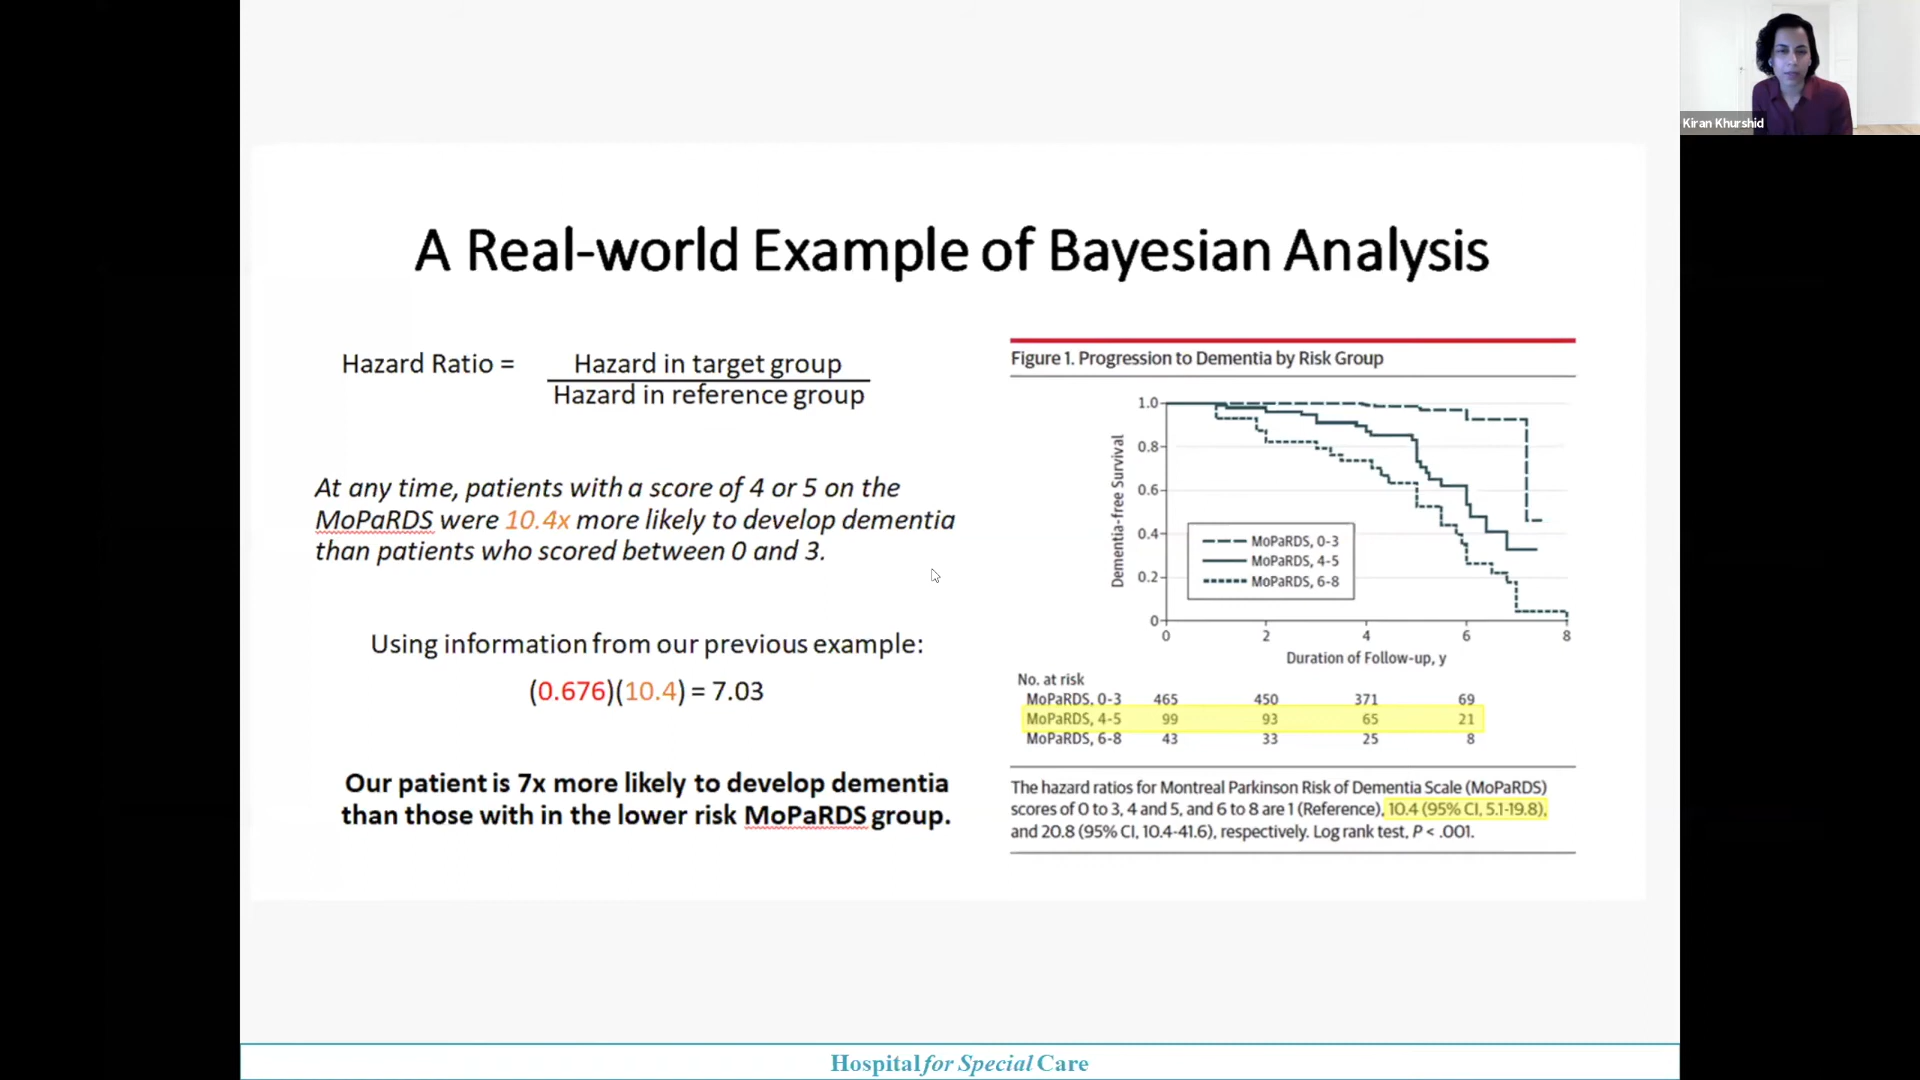 Kiran Khurshid
A Real-world Example of Bayesian Analysis
Hazard Ratio =
Hazard in target group
Hazard in reference group
At any time, patients with a score of 4 or 5 on the
MoPaRDS were 10.4x more likely to develop dementia
than patients who scored between 0 and 3.
Using information from our previous example:
(0.676)(10.4) = 7.03
Our patient is 7x more likely to develop dementia
than those with in the lower risk MoPaRDS group.
Figure 1. Progression to Dementia by Risk Group
Dementia-free Survival
1.0
0.8
0.6
0.4
0.2
0
MoPaRDS, 0-3
MoPaRDS, 4-5
MoPaRDS, 6-8
0 2 4 6 8
Duration of Follow-up, y
No. at risk
MoPaRDS, 0-3 465 450 371 69
MoPaRDS, 4-5 99 93 65 21
MoPaRDS, 6-8 43 33 25 8
The hazard ratios for Montreal Parkinson Risk of Dementia Scale (MoPaRDS)
scores of 0 to 3, 4 and 5, and 6 to 8 are 1 (Reference), 10.4 (95% CI, 5.1-19.8),
and 20.8 (95% CI, 10.4-41.6), respectively. Log rank test, P < .001.
Hospital for Special Care